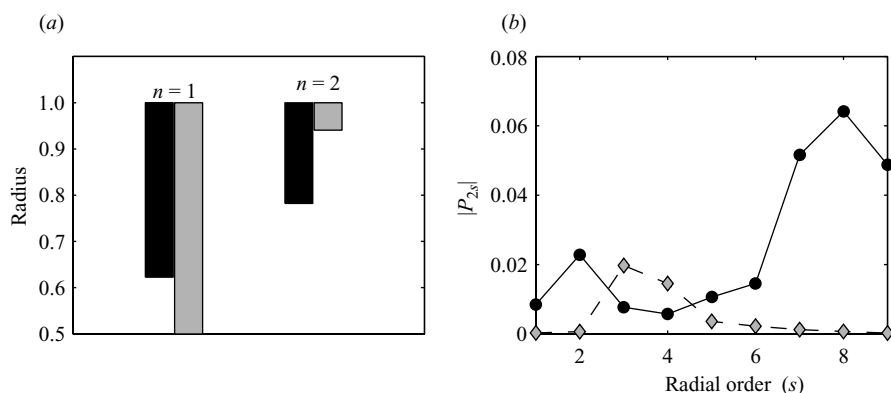 (a)
n = 1
n = 2
1.0
0.9
0.8
0.7
0.6
0.5
Radius
(b)
0.08
0.06
0.04
0.02
0
|P2s|
2 4 6 8
Radial order (s)